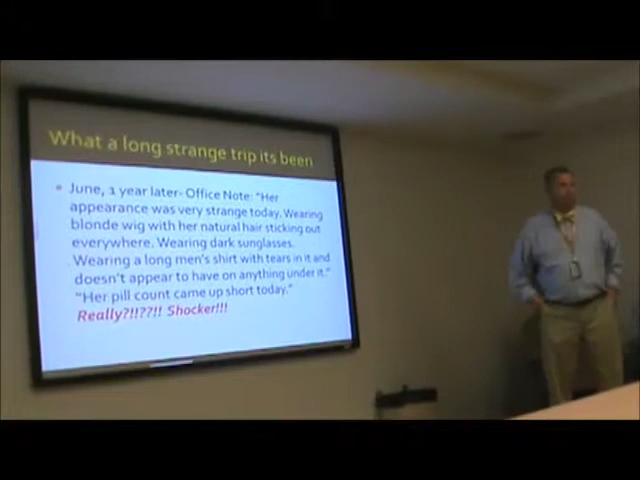 What a long strange trip its been
June, 1 year later- Office Note: "Her
appearance was very strange today. Wearing
blonde wig with her natural hair sticking out
everywhere. Wearing dark sunglasses.
Wearing a long men's shirt with tears in it and
doesn't appear to have on anything under it."
"Her pill count came up short today."
Really?!!??!! Shocker!!!